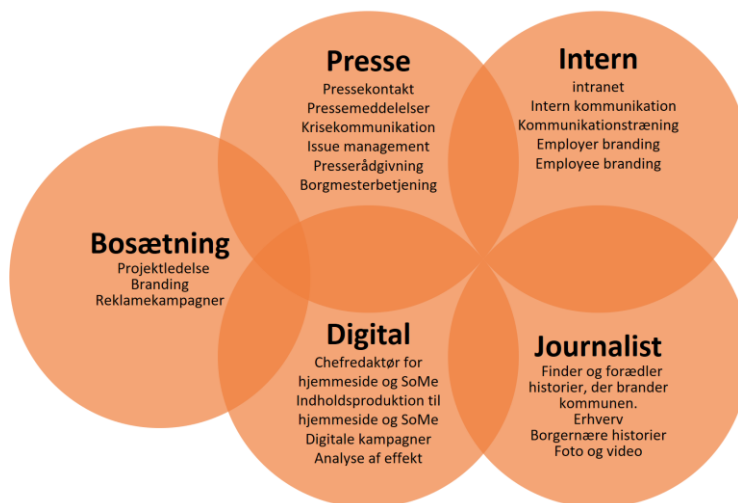 Presse
Pressekontakt
Pressemeddelelser
Krisekommunikation
Issue management
Presserådgivning
Borgmesterbetjening
Intern
intranet
Intern kommunikation
Kommunikationstræning
Employer branding
Employee branding
Bosætning
Projektledelse
Branding
Reklamekampagner
Digital
Chefredaktør for
hjemmeside og SoMe
Indholdsproduktion til
hjemmeside og SoMe
Digitale kampagner
Analyse af effekt
Journalist
Finder og forædler
historier, der brander
kommunen.
Erhverv
Borgernære historier
Foto og video